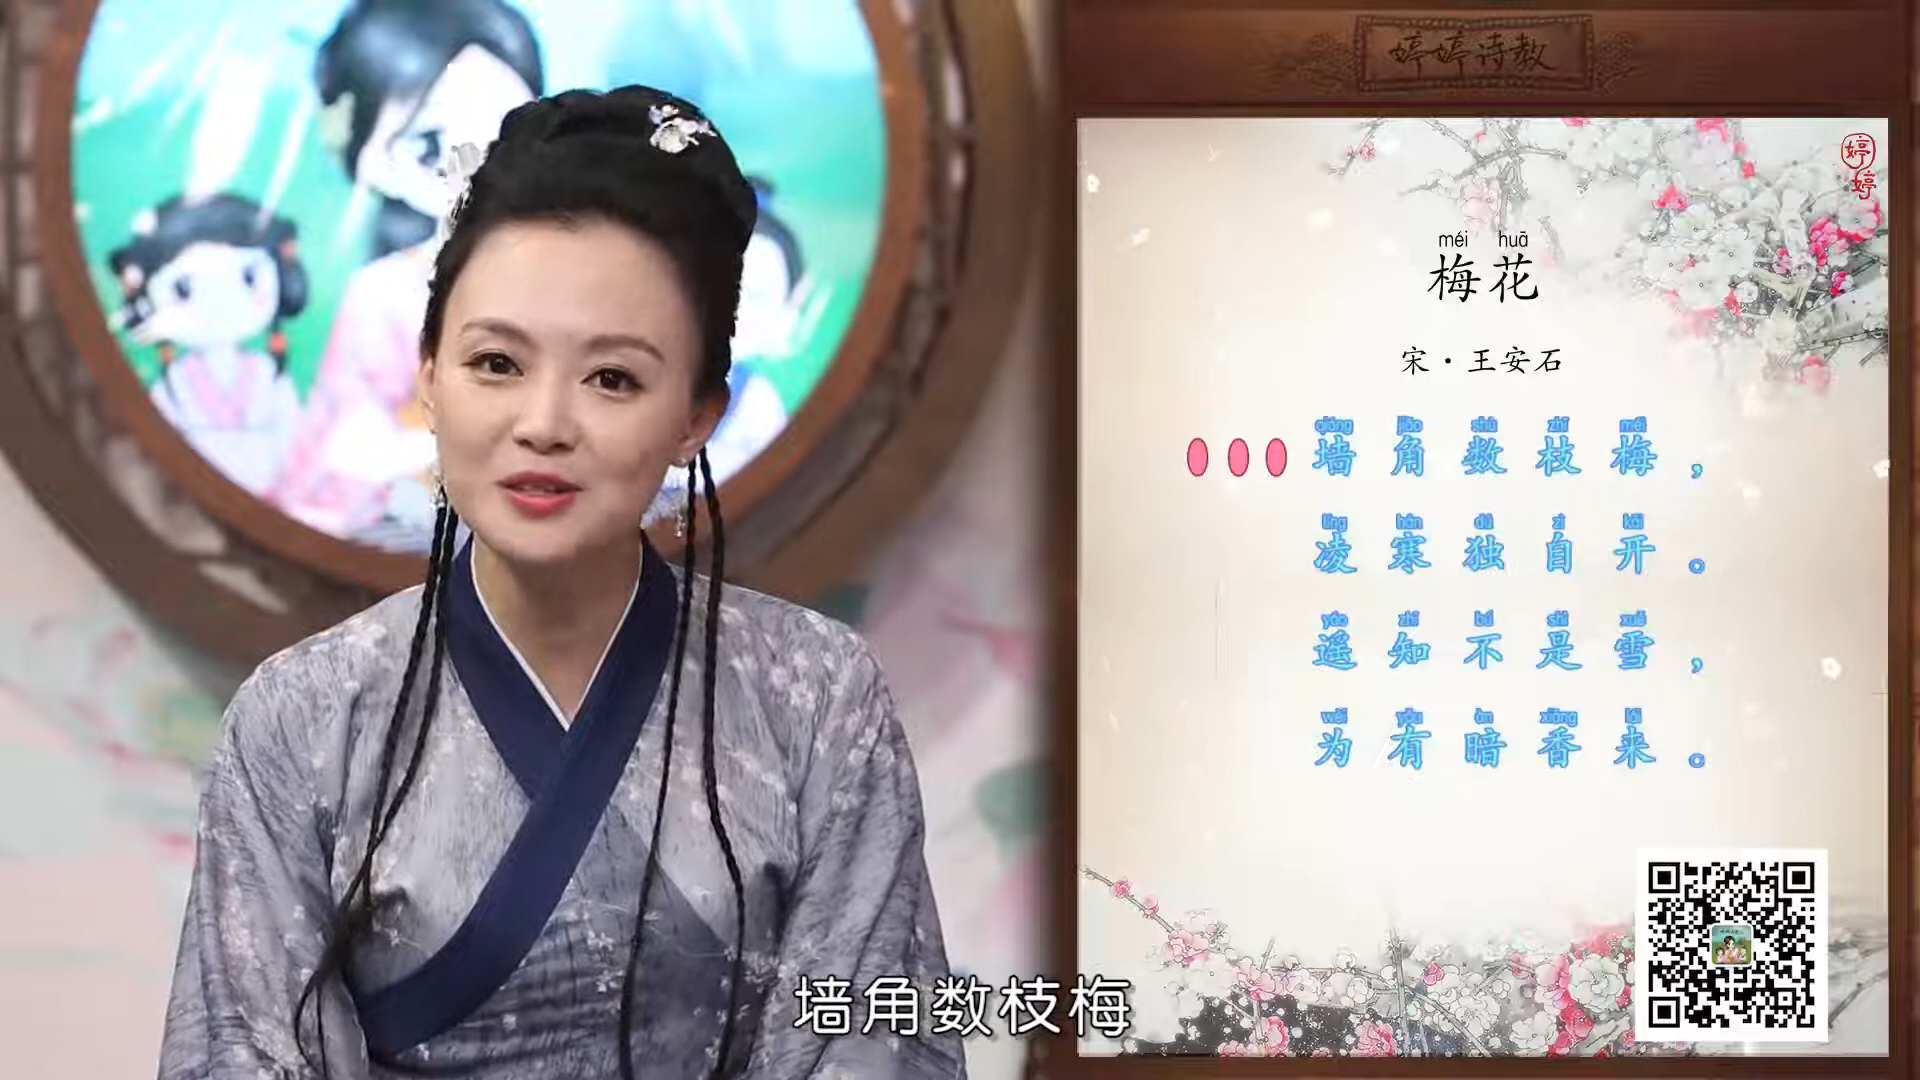 婷婷诗教
婷婷
méi huā
梅花
宋·王安石
qiáng jiǎo shù zhī méi
墙角数枝梅，
líng hán dú zì kāi
凌寒独自开。
yáo zhī bú shì xuě
遥知不是雪，
wèi yǒu àn xiāng lái
为有暗香来。
墙角数枝梅